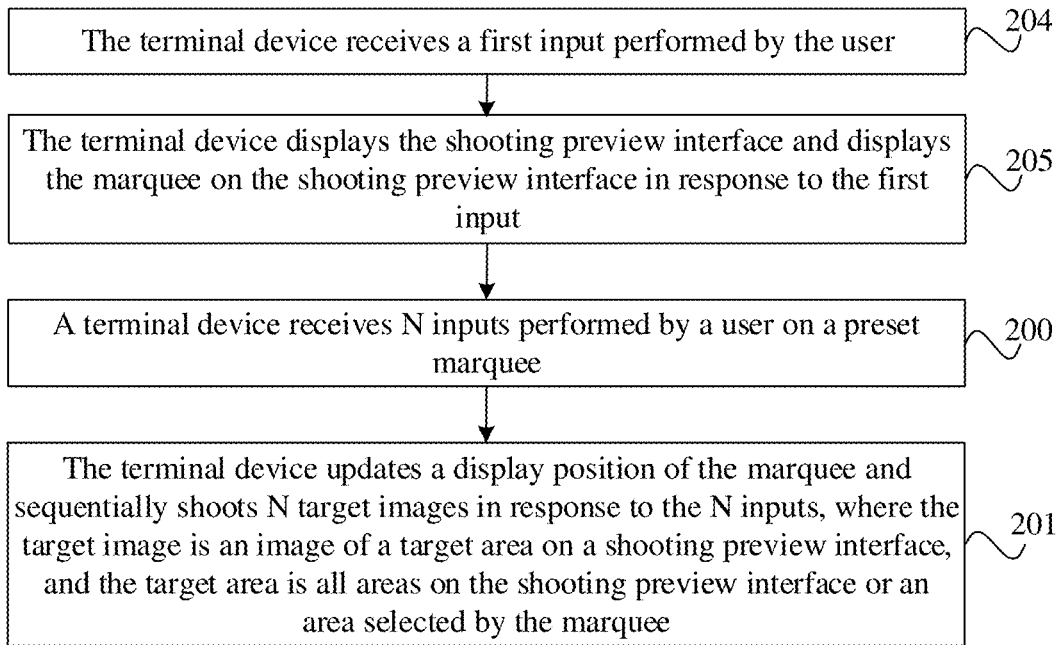 The terminal device receives a first input performed by the user
204
The terminal device displays the shooting preview interface and displays
the marquee on the shooting preview interface in response to the first
input
205
A terminal device receives N inputs performed by a user on a preset
marquee
200
The terminal device updates a display position of the marquee and
sequentially shoots N target images in response to the N inputs, where the
target image is an image of a target area on a shooting preview interface,
and the target area is all areas on the shooting preview interface or an
area selected by the marquee
201